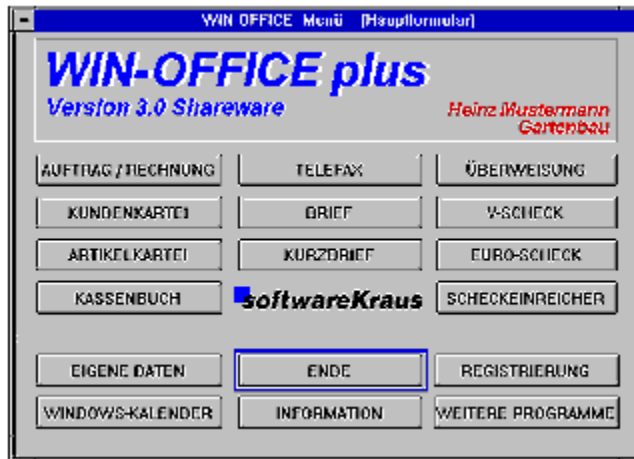 WIN OFFICE Menü [Hauptformular]
WIN-OFFICE plus
Version 3.0 Shareware
Heinz Mustermann
Gartenbau
AUFTRAG / RECHNUNG TELEFAX ÜBERWEISUNG
KUNDENKARTEI BRIEF V-SCHECK
ARTIKELKARTEI KURZBRIEF EURO-SCHECK
KASSENBUCH softwareKraus SCHECKEINREICHER
EIGENE DATEN ENDE REGISTRIERUNG
WINDOWS-KALENDER INFORMATION WEITERE PROGRAMME